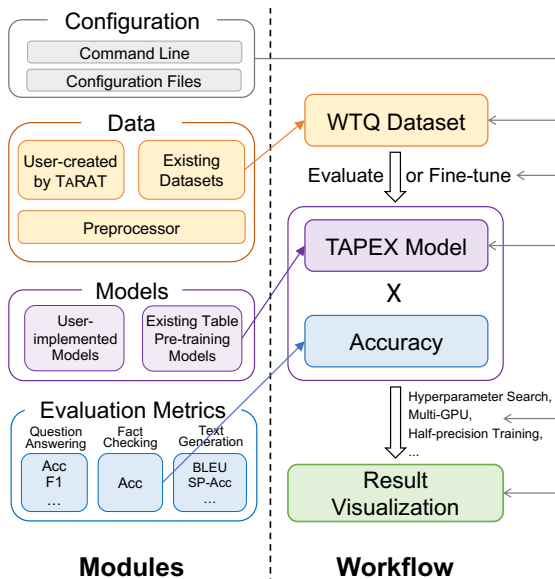 Configuration
Command Line
Configuration Files
Data
User-created
by TARAT
Existing
Datasets
Preprocessor
Models
User-
implemented
Models
Existing Table
Pre-training
Models
Evaluation Metrics
Question
Answering
Fact
Checking
Text
Generation
Acc
F1
...
Acc
BLEU
SP-Acc
...
Modules
WTQ Dataset
Evaluate or Fine-tune
TAPEX Model
X
Accuracy
Hyperparameter Search,
Multi-GPU,
Half-precision Training,
...
Result
Visualization
Workflow